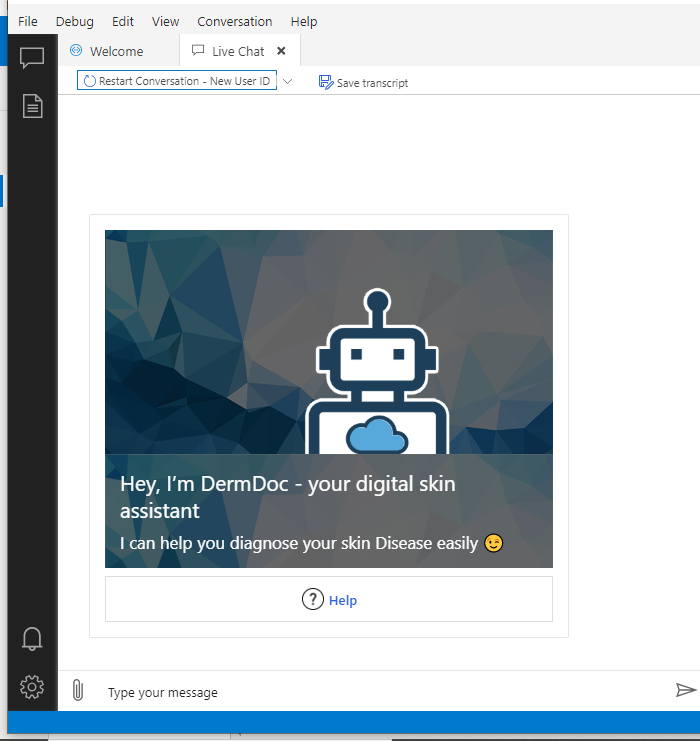 File Debug Edit View Conversation Help
Welcome Live Chat
Restart Conversation - New User ID Save transcript
Hey, I’m DermDoc - your digital skin
assistant
I can help you diagnose your skin Disease easily 😉
? Help
Type your message